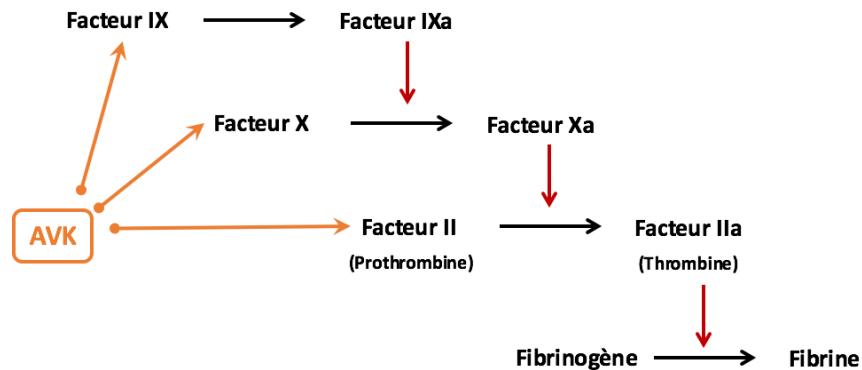 Facteur IX
Facteur IXa
Facteur X
Facteur Xa
AVK
Facteur II
(Prothrombine)
Facteur IIa
(Thrombine)
Fibrinogène
Fibrine